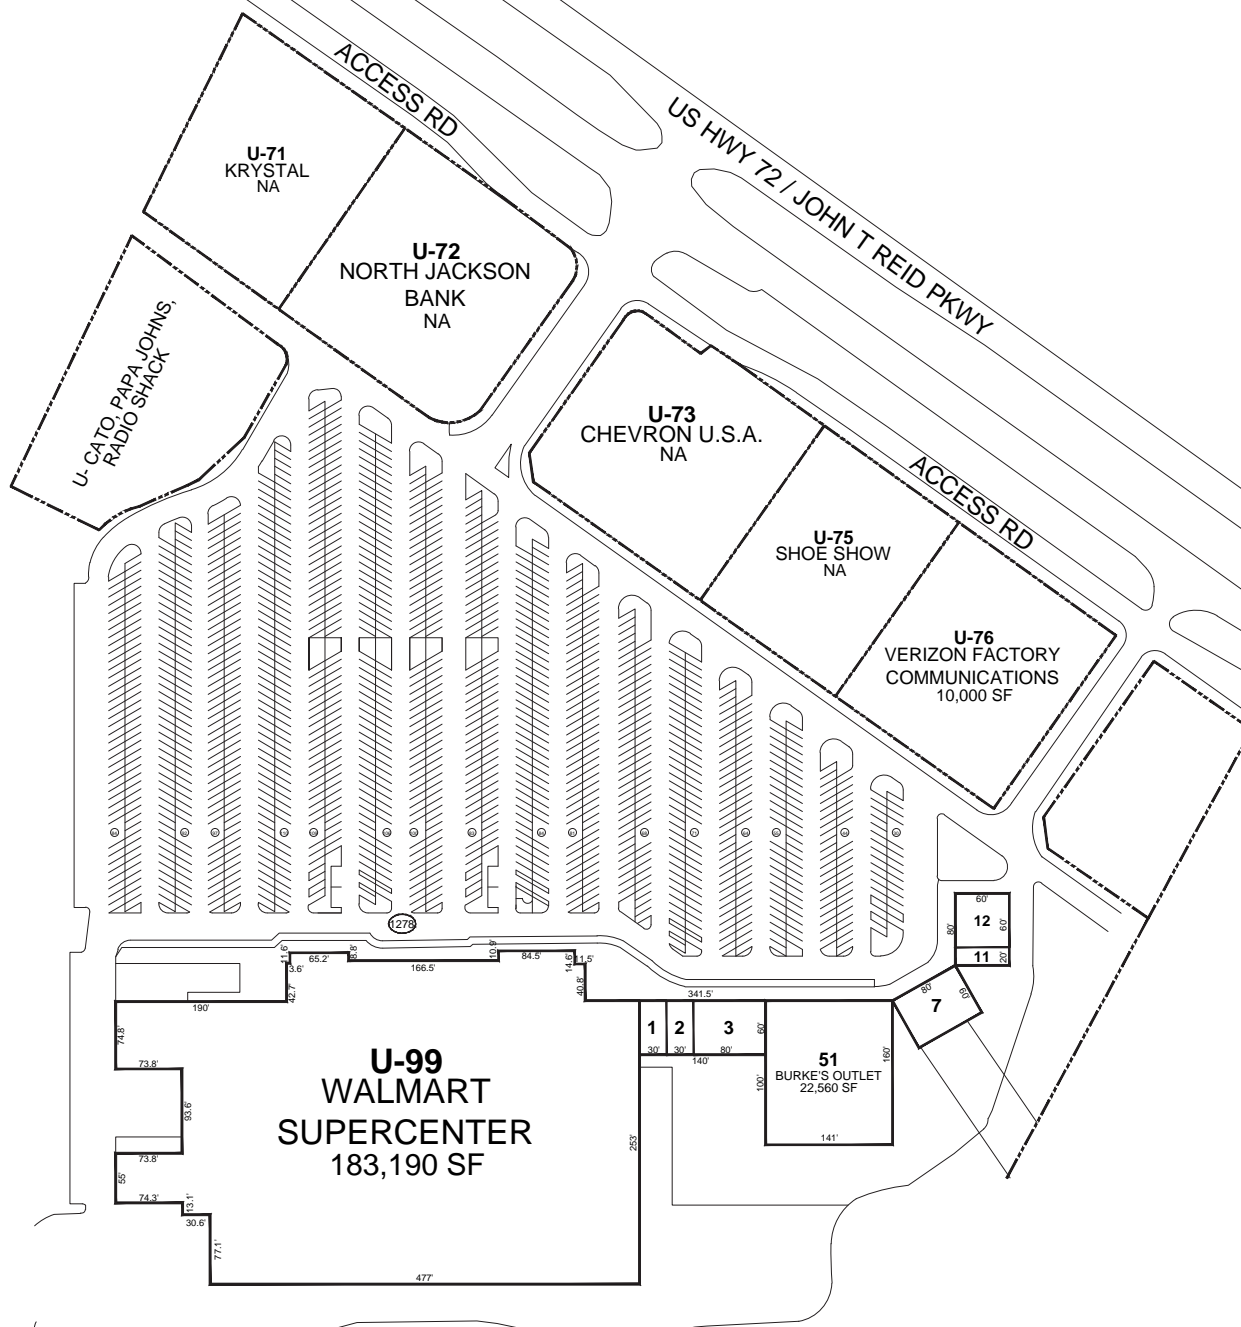 ACCESS RD
US HWY 72 / JOHN T REID PKWY
U-71
KRYSTAL
NA
U-72
NORTH JACKSON
BANK
NA
U- CATO, PAPA JOHNS,
RADIO SHACK
U-73
CHEVRON U.S.A.
NA
ACCESS RD
U-75
SHOE SHOW
NA
U-76
VERIZON FACTORY
COMMUNICATIONS
10,000 SF
1278
60'
12
80'
60'
11
20'
80'
60'
7
11.6'
3.6'
65.2'
8.8'
166.5'
10.9'
84.5'
14.6'
11.5'
40.8'
42.7'
190'
341.5'
74.8'
73.8'
93.6'
73.8'
55'
74.3'
13.1'
30.6'
77.1'
477'
253'
U-99
WALMART
SUPERCENTER
183,190 SF
1
2
3
30'
30'
80'
60'
140'
100'
160'
51
BURKE'S OUTLET
22,560 SF
141'